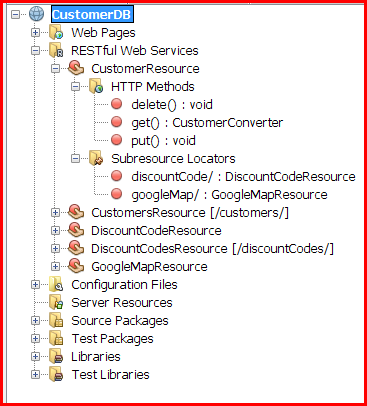 CustomerDB
Web Pages
RESTful Web Services
CustomerResource
HTTP Methods
delete() : void
get() : CustomerConverter
put() : void
Subresource Locators
discountCode/ : DiscountCodeResource
googleMap/ : GoogleMapResource
CustomersResource [/customers/]
DiscountCodeResource
DiscountCodesResource [/discountCodes/]
GoogleMapResource
Configuration Files
Server Resources
Source Packages
Test Packages
Libraries
Test Libraries